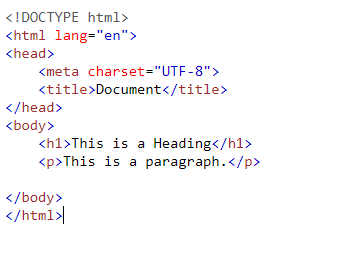 <!DOCTYPE html>
<html lang="en">
<head>
    <meta charset="UTF-8">
    <title>Document</title>
</head>
<body>
    <h1>This is a Heading</h1>
    <p>This is a paragraph.</p>

</body>
</html>